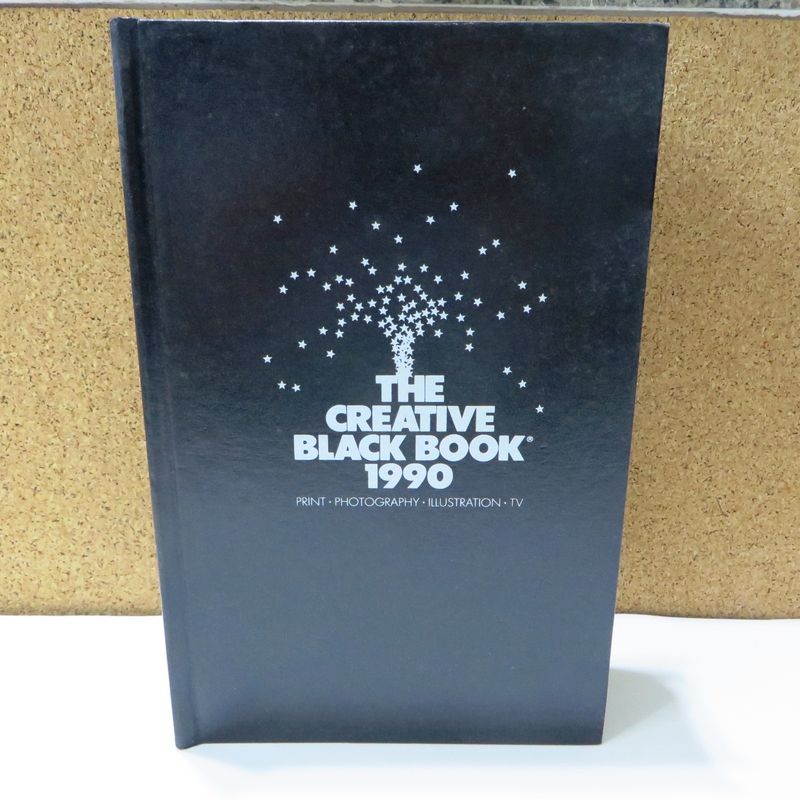 THE
CREATIVE
BLACK BOOK®
1990
PRINT · PHOTOGRAPHY · ILLUSTRATION · TV